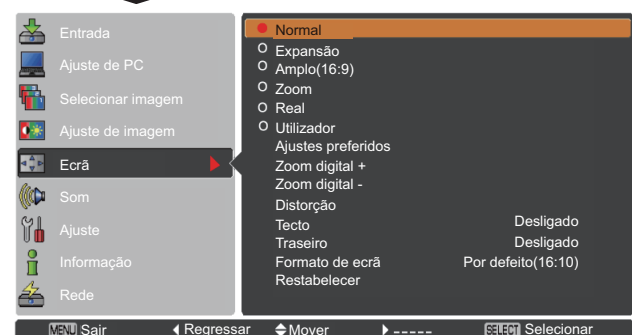 Entrada
Ajuste de PC
Selecionar imagem
Ajuste de imagem
Ecrã
Som
Ajuste
Informação
Rede
Normal
Expansão
Amplo(16:9)
Zoom
Real
Utilizador
Ajustes preferidos
Zoom digital +
Zoom digital -
Distorção
Tecto Desligado
Traseiro Desligado
Formato de ecrã Por defeito(16:10)
Restabelecer
MENU Sair Regressar Mover ----- SELECT Selecionar